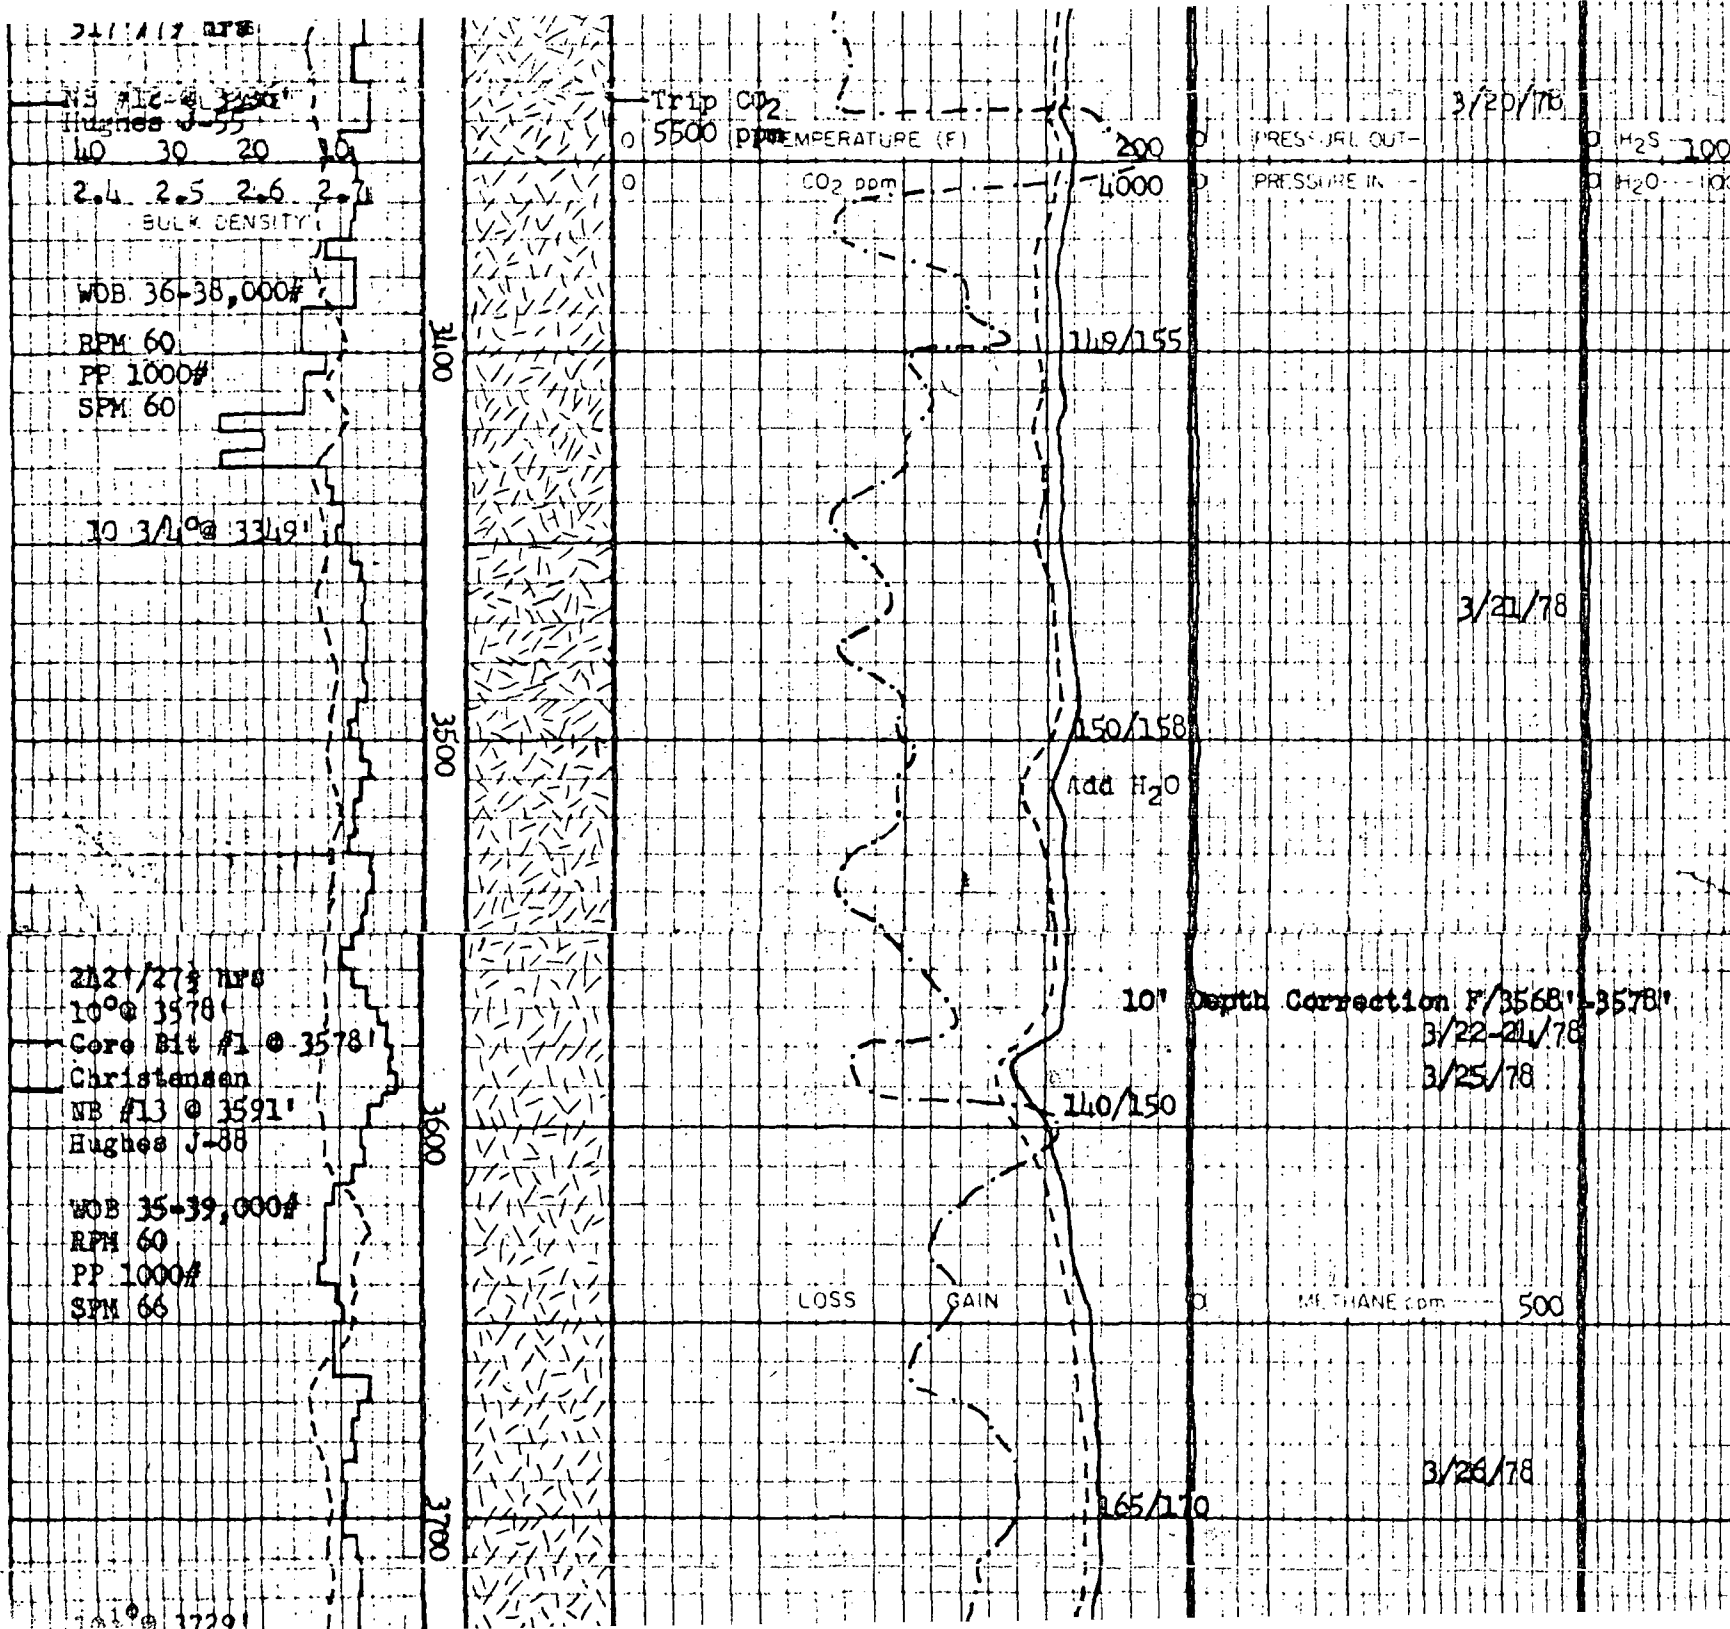 Hughes J-55
40 30 20 10
2.4 2.5 2.6 2.7
BULK DENSITY
WOB 36-38,000#
RPM 60
PP 1000#
SPM 60
10 3/4°@ 3349'
242'/27½ hrs
10°@ 3578'
Core Bit #1 @ 3578'
Christensen
NB #13 @ 3591'
Hughes J-88
WOB 35-39,000#
RPM 60
PP 1000#
SPM 66
@ 3729'
3400
3500
3600
3700
Trip CO2
5500 ppm
0 TEMPERATURE (F) 200
0 CO2 ppm 4000
149/155
150/158
Add H2O
140/150
LOSS GAIN
165/170
3/20/78
0 PRESSURE OUT
0 PRESSURE IN
0 H2S 100
0 H2O
3/21/78
10' Depth Correction F/3568'-3578'
3/22-24/78
3/25/78
0 METHANE ppm 500
3/26/78